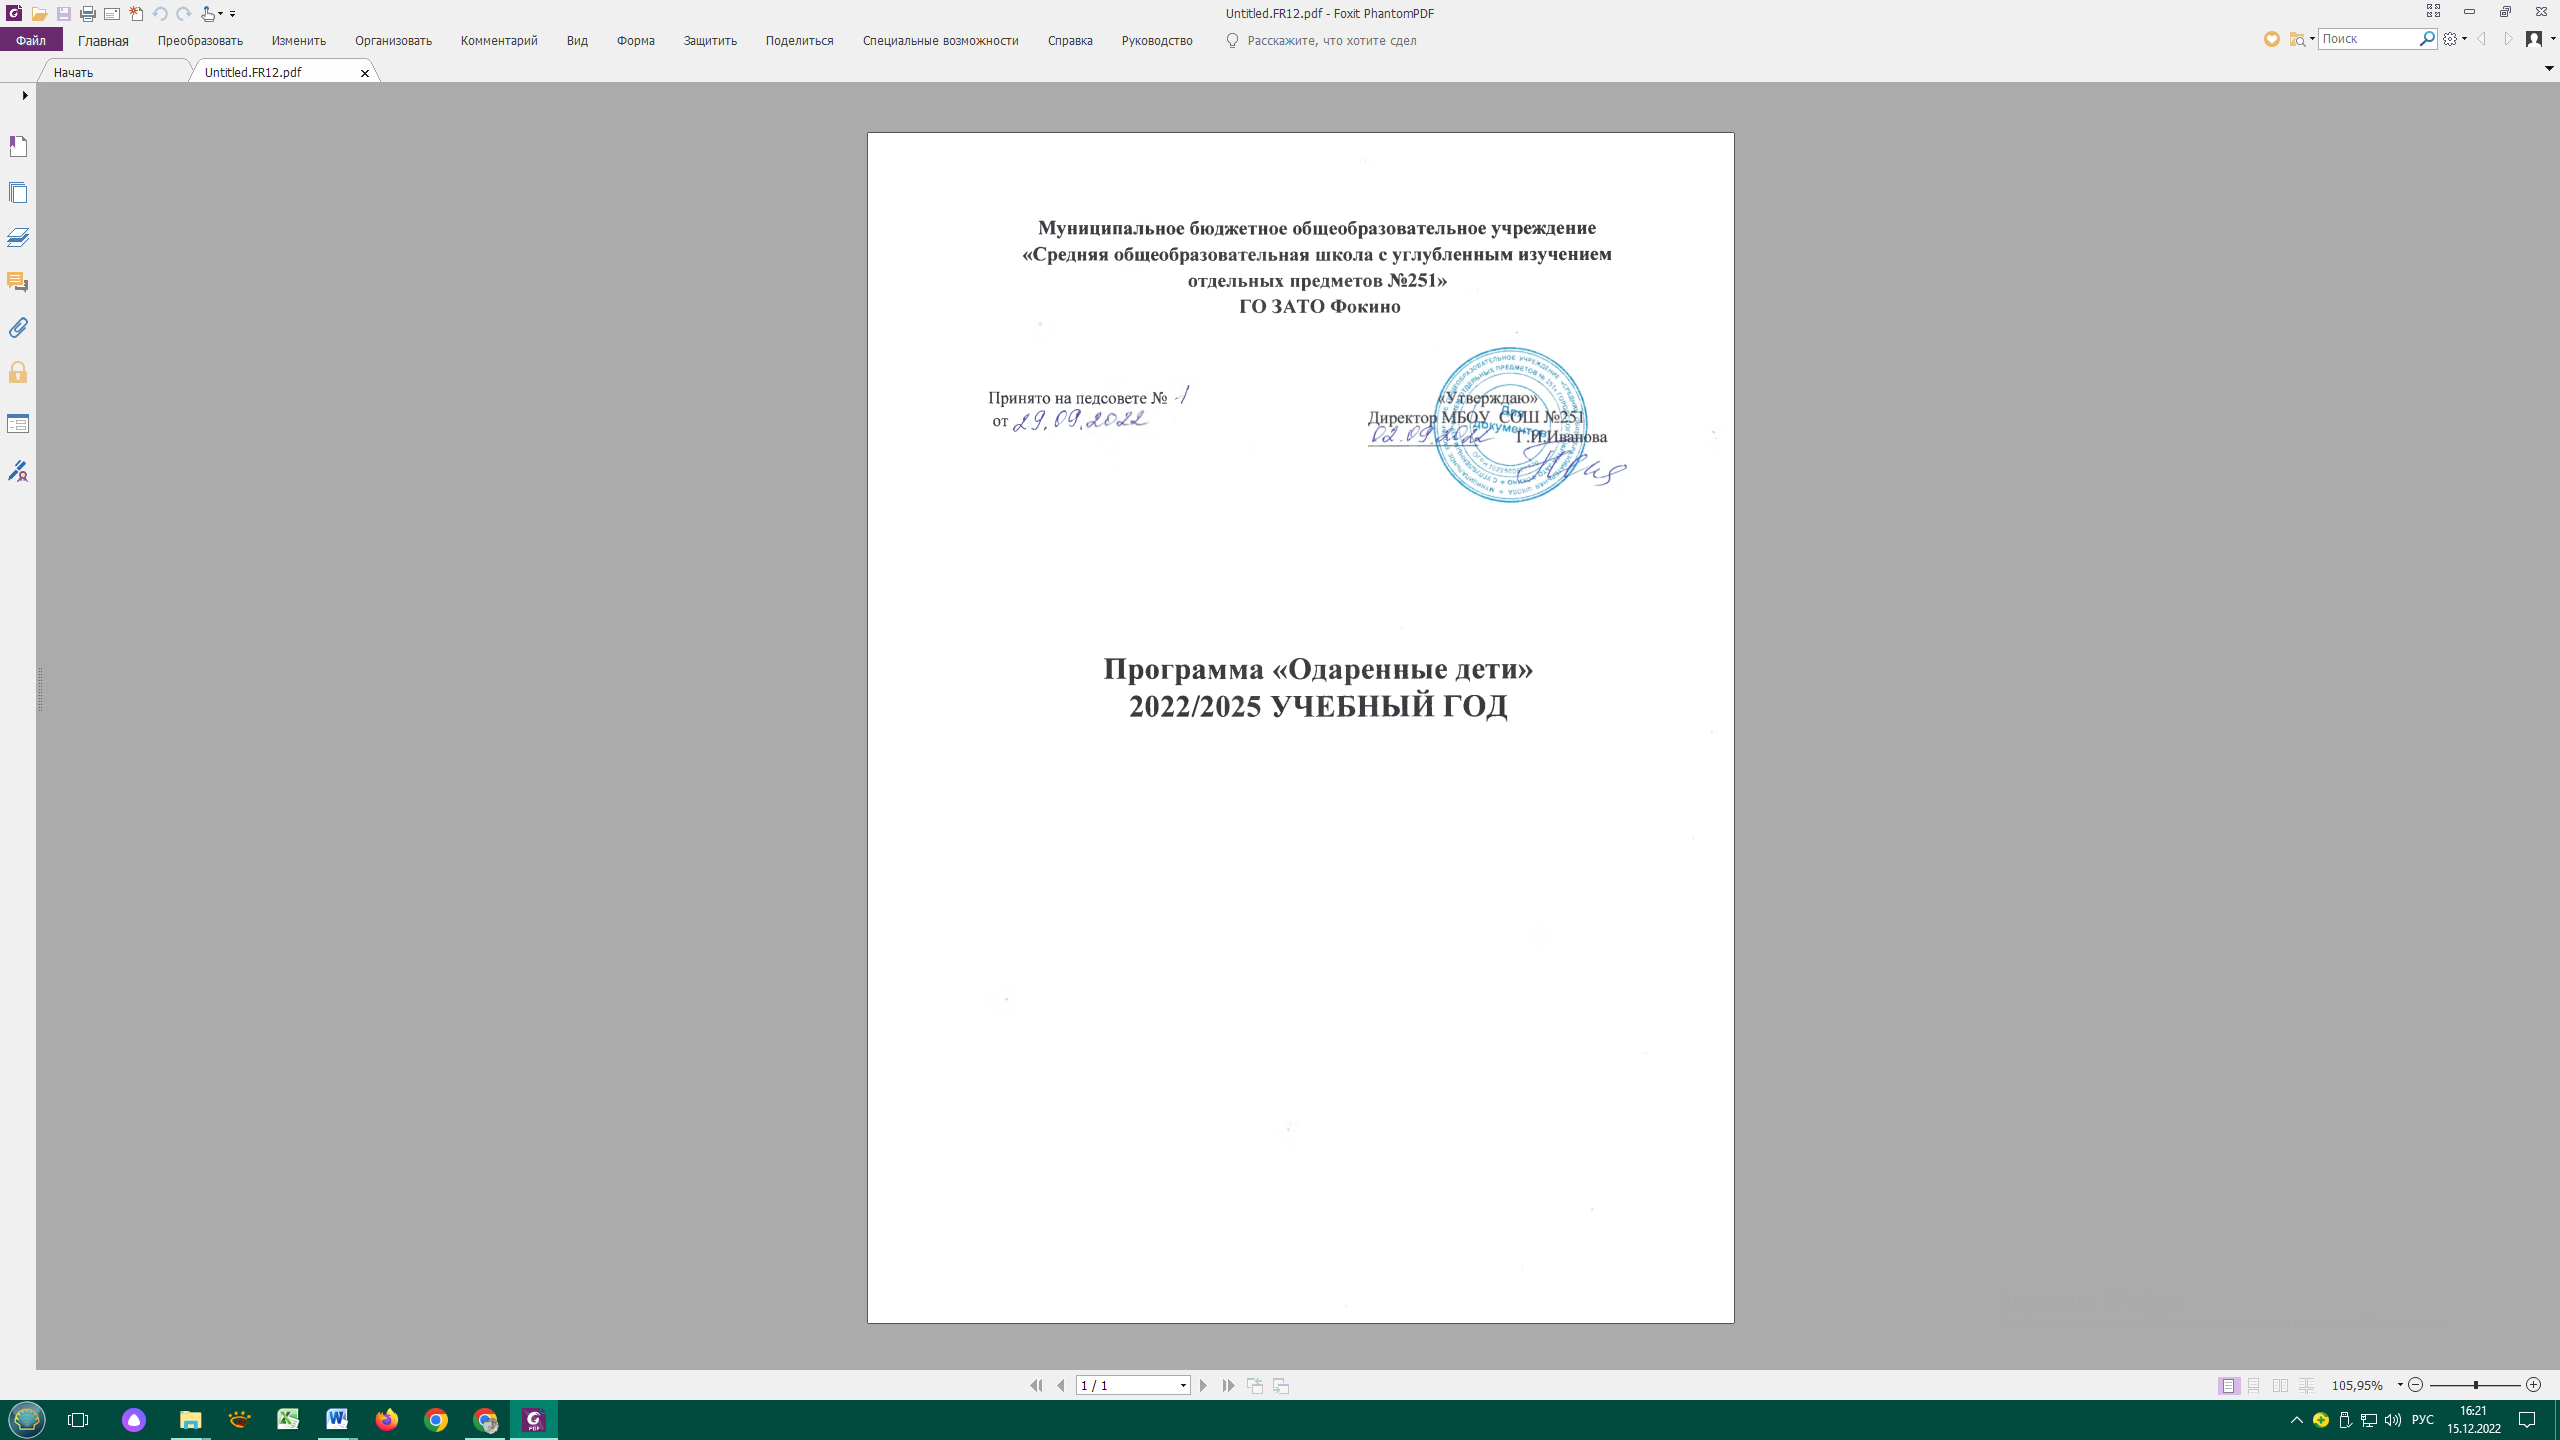 Untitled.FR12.pdf - Foxit PhantomPDF
Файл Главная Преобразовать Изменить Организовать Комментарий Вид Форма Защитить Поделиться Специальные возможности Справка Руководство Расскажите, что хотите сдел Поиск
Начать Untitled.FR12.pdf
Муниципальное бюджетное общеобразовательное учреждение
«Средняя общеобразовательная школа с углубленным изучением
отдельных предметов №251»
ГО ЗАТО Фокино
Принято на педсовете № 1
от 29.09.2022
«Утверждаю»
Директор МБОУ СОШ №251
02.09.2022 Г.И.Иванова
Для
документов
Программа «Одаренные дети»
2022/2025 УЧЕБНЫЙ ГОД
1 / 1
105,95%
РУС
16:21
15.12.2022